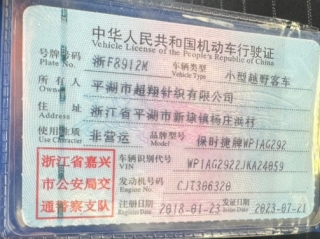 中华人民共和国机动车行驶证
Vehicle License of the People's Republic of China
号牌号码 浙F8912M 车辆类型 小型越野客车
Plate No. Vehicle Type
所有人 平湖市超翔针织有限公司
Owner
住址 浙江省平湖市新埭镇杨庄浜村
Address
使用性质 非营运 品牌型号 保时捷牌WP1AG292
Use Character Model
浙江省嘉兴
市公安局交
通警察支队
车辆识别代号 WP1AG2922JKA24059
VIN
发动机号码 CJT306320
Engine No.
注册日期 2018-01-23 发证日期 2023-07-21
Register Date Issue Date